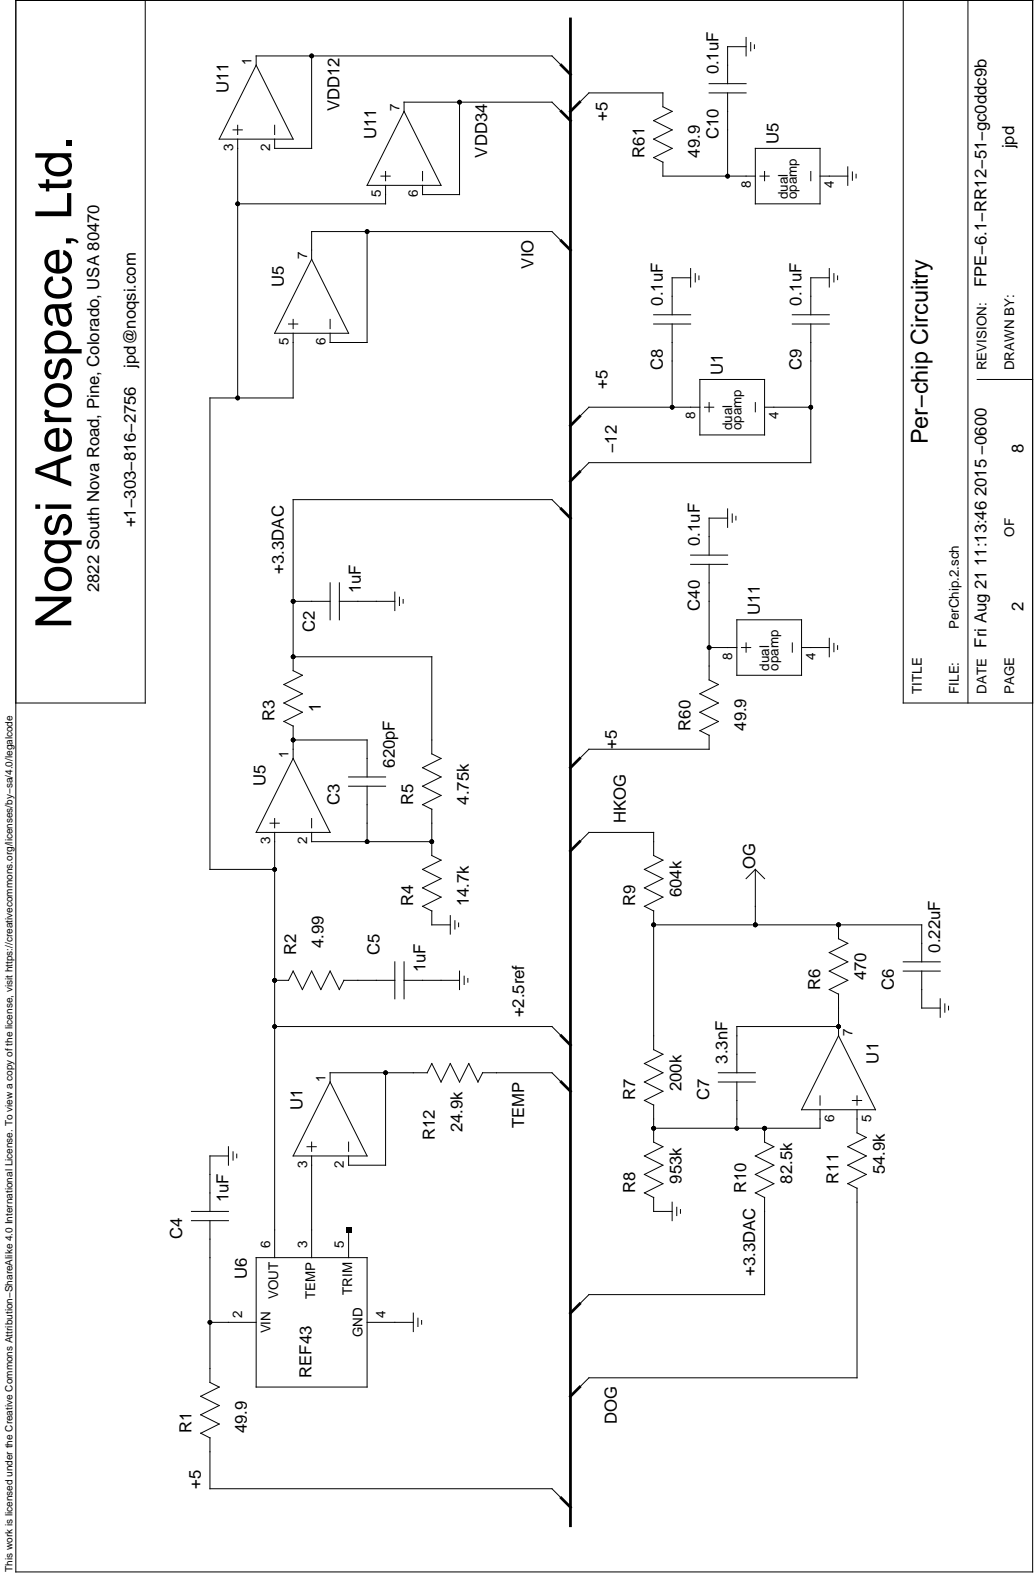 This work is licensed under the Creative Commons Attribution−ShareAlike 4.0 International License. To view a copy of the license, visit https://creativecommons.org/licenses/by−sa/4.0/legalcode
Noqsi Aerospace, Ltd.
2822 South Nova Road, Pine, Colorado, USA 80470
+1−303−816−2756 jpd@noqsi.com
+5
R1
49.9
C4
1uF
U6
REF43
VIN
2
VOUT
6
TEMP
3
TRIM
5
GND
4
U1
3
+
2
−
1
R12
24.9k
TEMP
+2.5ref
R2
4.99
C5
1uF
U5
3
+
2
−
1
C3
620pF
R3
1
R4
14.7k
R5
4.75k
C2
1uF
+3.3DAC
U5
5
+
6
−
7
VIO
U11
5
+
6
−
7
VDD34
U11
3
+
2
−
1
VDD12
DOG
+3.3DAC
R8
953k
R10
82.5k
R11
54.9k
R7
200k
C7
3.3nF
6
−
5
+
7
U1
R6
470
C6
0.22uF
R9
604k
OG
HKOG
+5
R60
49.9
C40
0.1uF
U11
8
+
dual
opamp
−
4
−12
+5
C8
0.1uF
U1
8
+
dual
opamp
−
4
C9
0.1uF
+5
R61
49.9
C10
0.1uF
U5
8
+
dual
opamp
−
4
TITLE
Per−chip Circuitry
FILE: PerChip.2.sch
REVISION: FPE−6.1−RR12−51−gc0ddc9b
DATE Fri Aug 21 11:13:46 2015 −0600
PAGE 2 OF 8
DRAWN BY: jpd